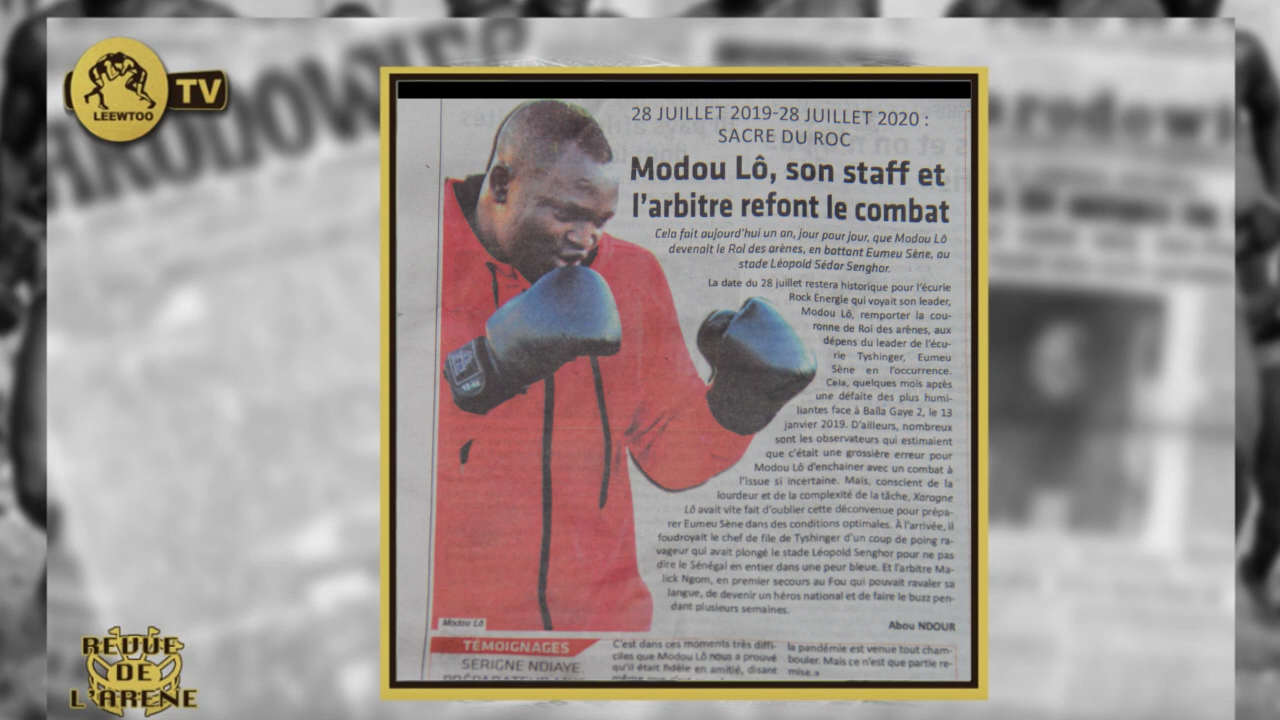 LEEWTOO
TV
28 JUILLET 2019-28 JUILLET 2020 :
SACRE DU ROC
Modou Lô, son staff et
l'arbitre refont le combat
Cela fait aujourd'hui un an, jour pour jour, que Modou Lô
devenait le Roi des arènes, en battant Eumeu Sène, au
stade Léopold Sédar Senghor.
La date du 28 juillet restera historique pour l'écurie
Rock Energie qui voyait son leader,
Modou Lô, remporter la cou-
ronne de Roi des arènes, aux
dépens du leader de l'écu-
rie Tyshinger, Eumeu
Sène en l'occurrence.
Cela, quelques mois après
une défaite des plus humi-
liantes face à Balla Gaye 2, le 13
janvier 2019. D'ailleurs, nombreux
sont les observateurs qui estimaient
que c'était une grossière erreur pour
Modou Lô d'enchainer avec un combat à
l'issue si incertaine. Mais, conscient de la
lourdeur et de la complexité de la tâche, Xaragne
Lô avait vite fait d'oublier cette déconvenue pour prépa-
rer Eumeu Sène dans des conditions optimales. À l'arrivée, il
foudroyait le chef de file de Tyshinger d'un coup de poing ra-
vageur qui avait plongé le stade Léopold Senghor pour ne pas
dire le Sénégal en entier dans une peur bleue. Et l'arbitre Ma-
lick Ngom, en premier secours au Fou qui pouvait ravaler sa
langue, de devenir un héros national et de faire le buzz pen-
dant plusieurs semaines.
Abou NDOUR
Modou Lô
TÉMOIGNAGES
SERIGNE NDIAYE
C'est dans ces moments très diffi-
ciles que Modou Lô nous a prouvé
qu'il était fidèle en amitié, disant
la pandémie est venue tout cham-
bouler. Mais ce n'est que partie re-
mise.»
REVUE
DE
L'ARENE